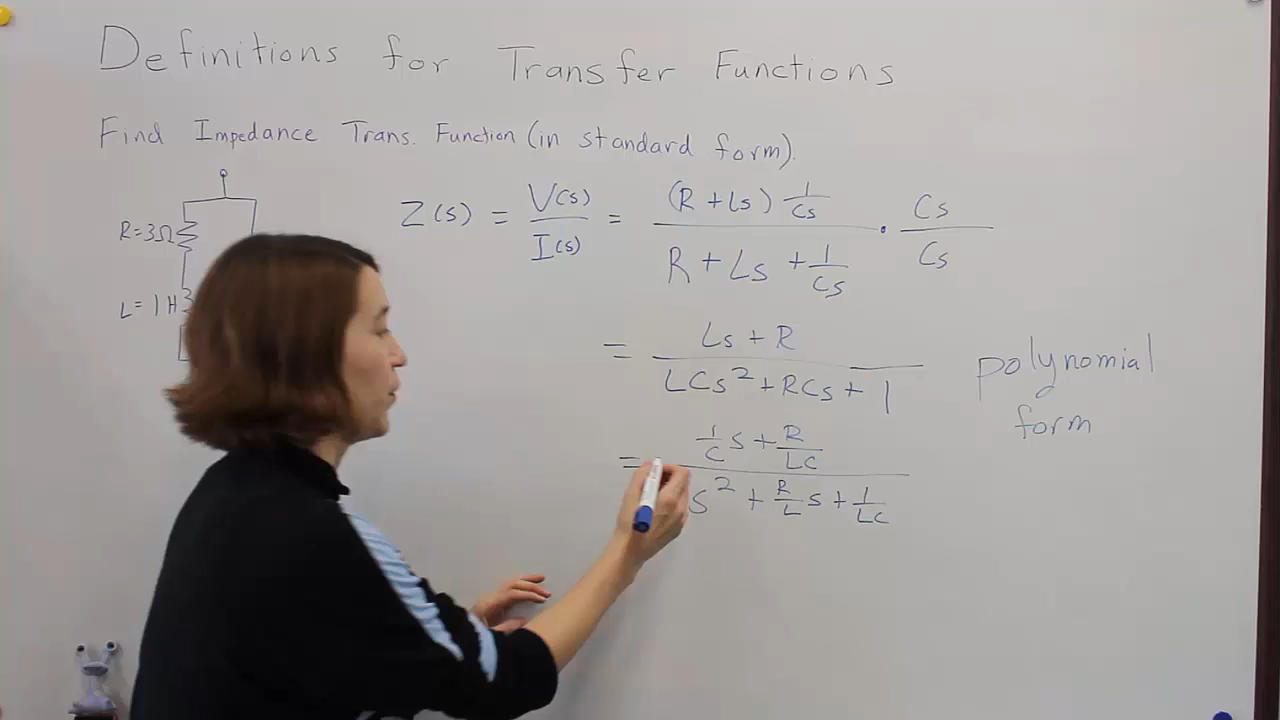 Definitions for Transfer Functions
Find Impedance Trans. Function (in standard form).
R=3Ω
L=1H
Z(s) = V(s)/I(s) = (R+Ls) 1/Cs / (R+Ls+1/Cs) · Cs/Cs
= Ls+R / (LCs²+RCs+1)
polynomial
form
= (1/C s + R/LC) / (s² + R/L s + 1/LC)